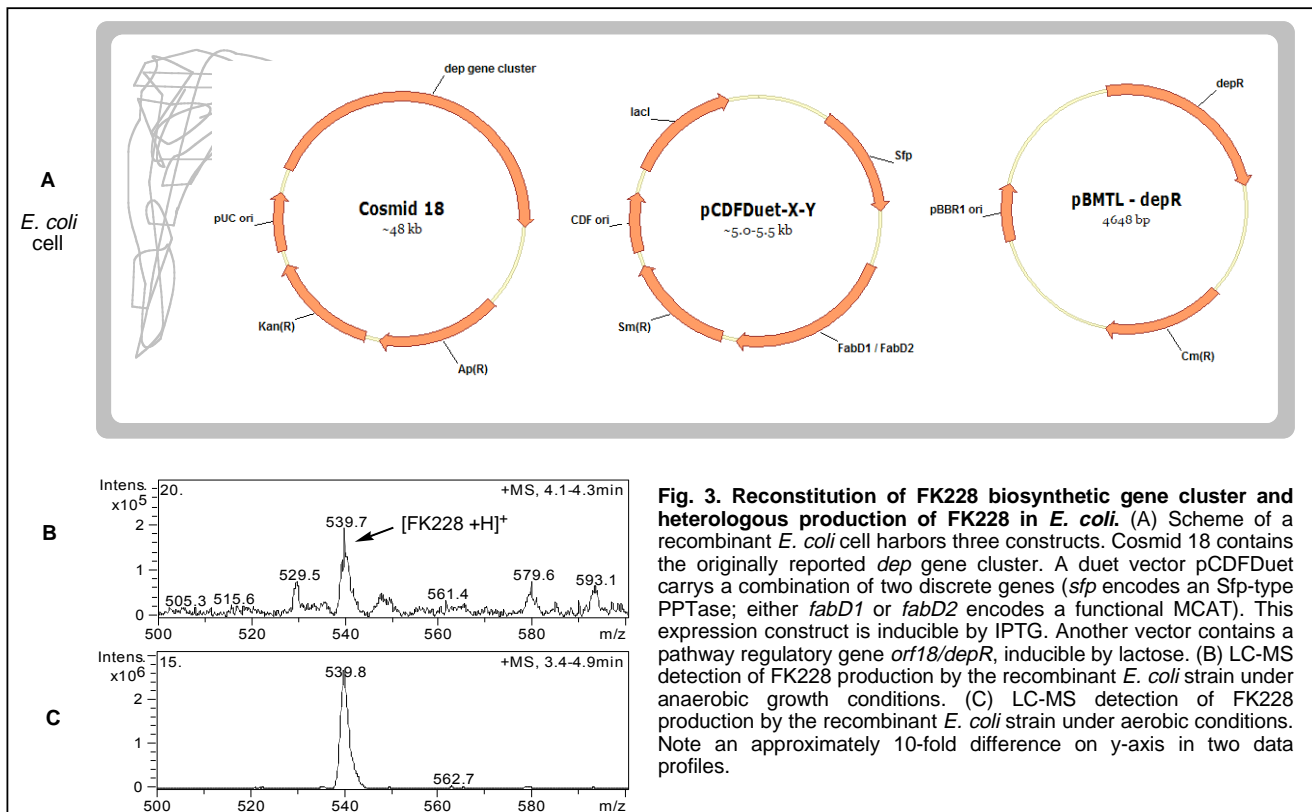 A
E. coli
cell
dep gene cluster
pUC ori
Cosmid 18
~48 kb
Kan(R)
Ap(R)
lacI
Sfp
CDF ori
pCDFDuet-X-Y
~5.0-5.5 kb
Sm(R)
FabD1 / FabD2
depR
pBBR1 ori
pBMTL - depR
4648 bp
Cm(R)
B
Intens.
x10⁵
20.
+MS, 4.1-4.3min
539.7
[FK228 +H]⁺
529.5
579.6
593.1
505.3
515.6
561.4
2
1
0
500
520
540
560
580
m/z
C
Intens.
x10⁶
15.
+MS, 3.4-4.9min
539.8
562.7
2
1
0
500
520
540
560
580
m/z
Fig. 3. Reconstitution of FK228 biosynthetic gene cluster and
heterologous production of FK228 in E. coli. (A) Scheme of a
recombinant E. coli cell harbors three constructs. Cosmid 18 contains
the originally reported dep gene cluster. A duet vector pCDFDuet
carrys a combination of two discrete genes (sfp encodes an Sfp-type
PPTase; either fabD1 or fabD2 encodes a functional MCAT). This
expression construct is inducible by IPTG. Another vector contains a
pathway regulatory gene orf18/depR, inducible by lactose. (B) LC-MS
detection of FK228 production by the recombinant E. coli strain under
anaerobic growth conditions. (C) LC-MS detection of FK228
production by the recombinant E. coli strain under aerobic conditions.
Note an approximately 10-fold difference on y-axis in two data
profiles.